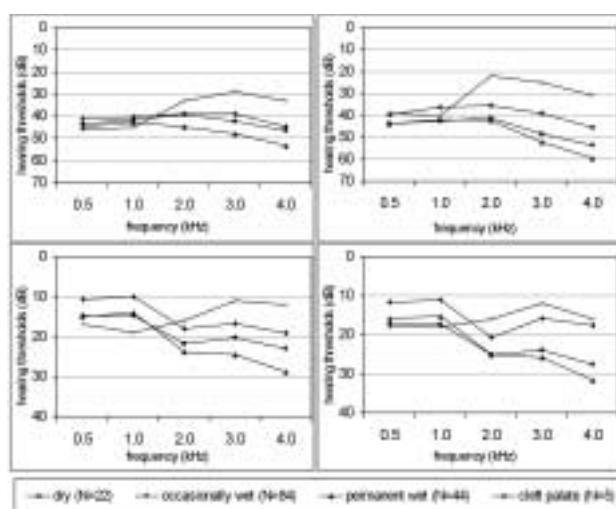 hearing thresholds (dB)
0
10
20
30
40
50
60
70
0.5 1.0 2.0 3.0 4.0
frequency (kHz)
hearing thresholds (dB)
0
10
20
30
40
50
60
70
0.5 1.0 2.0 3.0 4.0
frequency (kHz)
hearing thresholds (dB)
0
10
20
30
40
0.5 1.0 2.0 3.0 4.0
frequency (kHz)
hearing thresholds (dB)
0
10
20
30
40
0.5 1.0 2.0 3.0 4.0
frequency (kHz)
dry (N=22) occasionally wet (N=84) permanent wet (N=44) cleft palate (N=